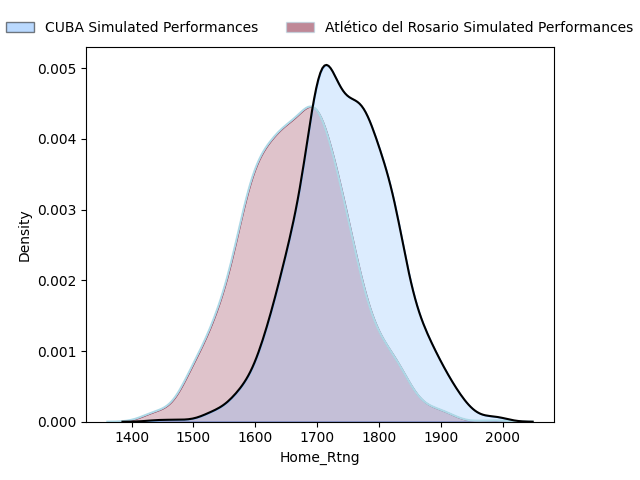 CUBA Simulated Performances   Atlético del Rosario Simulated Performances
0.005
0.004
0.003
0.002
0.001
0.000
Density
1400 1500 1600 1700 1800 1900 2000
Home_Rtng